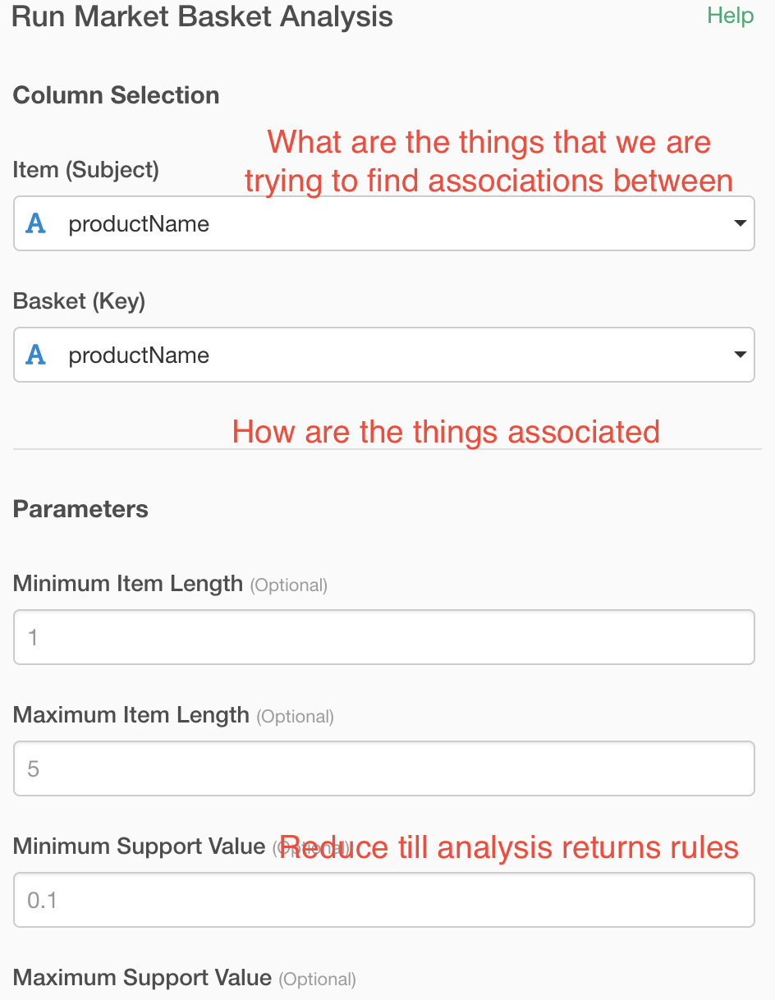 Run Market Basket Analysis
Help
Column Selection
What are the things that we are
trying to find associations between
Item (Subject)
A productName
Basket (Key)
A productName
How are the things associated
Parameters
Minimum Item Length (Optional)
1
Maximum Item Length (Optional)
5
Minimum Support Value (Optional)
Reduce till analysis returns rules
0.1
Maximum Support Value (Optional)